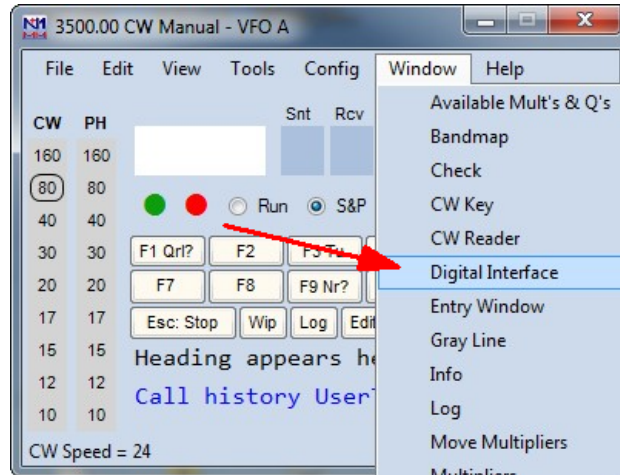 N1 MM 3500.00 CW Manual - VFO A
File Edit View Tools Config Window Help
Snt Rcv
CW PH
160 160
80 80
40 40
30 30
20 20
17 17
15 15
12 12
10 10
Run S&P
F1 Qrl? F2 F3 Tu
F7 F8 F9 Nr?
Esc: Stop Wip Log Edi
Heading appears he
Call history User
CW Speed = 24
Available Mult's & Q's
Bandmap
Check
CW Key
CW Reader
Digital Interface
Entry Window
Gray Line
Info
Log
Move Multipliers
Multipliers